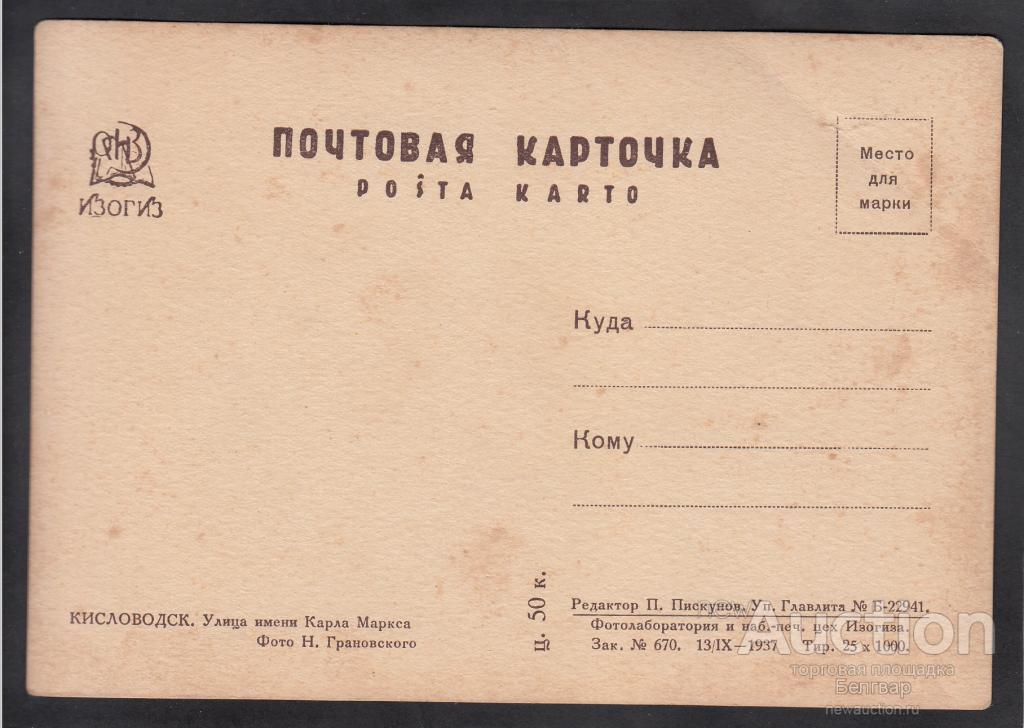 ИЗОГИЗ
ПОЧТОВАЯ КАРТОЧКА
POŜTA KARTO
Место
для
марки
Куда
Кому
КИСЛОВОДСК. Улица имени Карла Маркса
Фото Н. Грановского
Ц. 50 к.
Редактор П. Пискунов. Уп. Главлита № Б-22941.
Фотолаборатория и наб.-печ. цех Изогиза.
Зак. № 670. 13/IX—1937 Тир. 25 x 1000.
newAuction
торговая площадка
Белгвар
newauction.ru